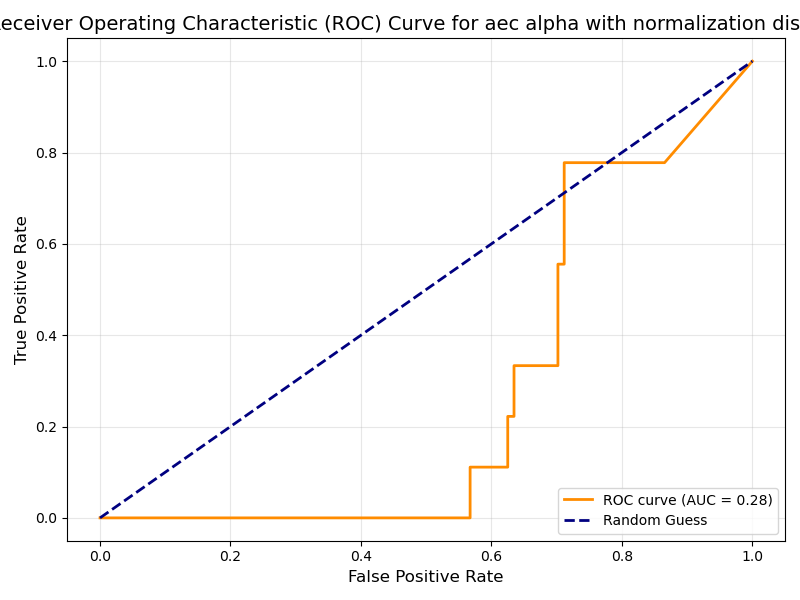 eceiver Operating Characteristic (ROC) Curve for aec alpha with normalization dis
1.0
0.8
0.6
0.4
0.2
0.0
True Positive Rate
0.0 0.2 0.4 0.6 0.8 1.0
False Positive Rate
ROC curve (AUC = 0.28)
Random Guess